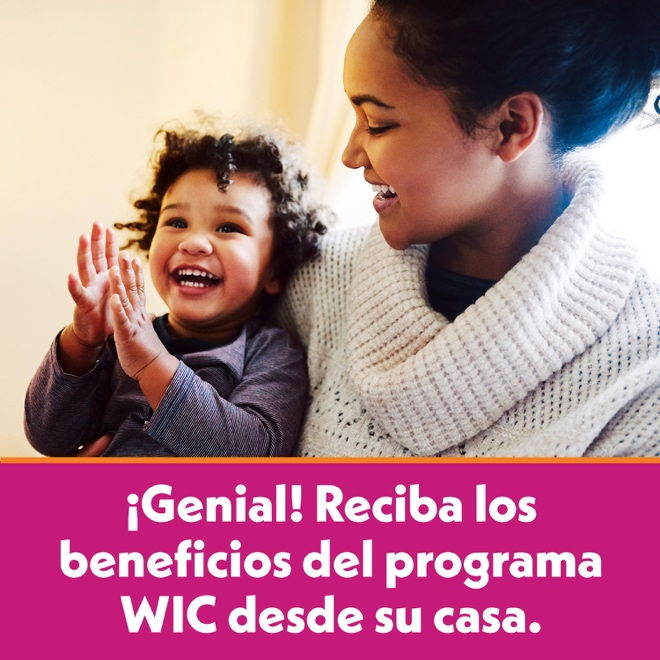 ¡Genial! Reciba los
beneficios del programa
WIC desde su casa.